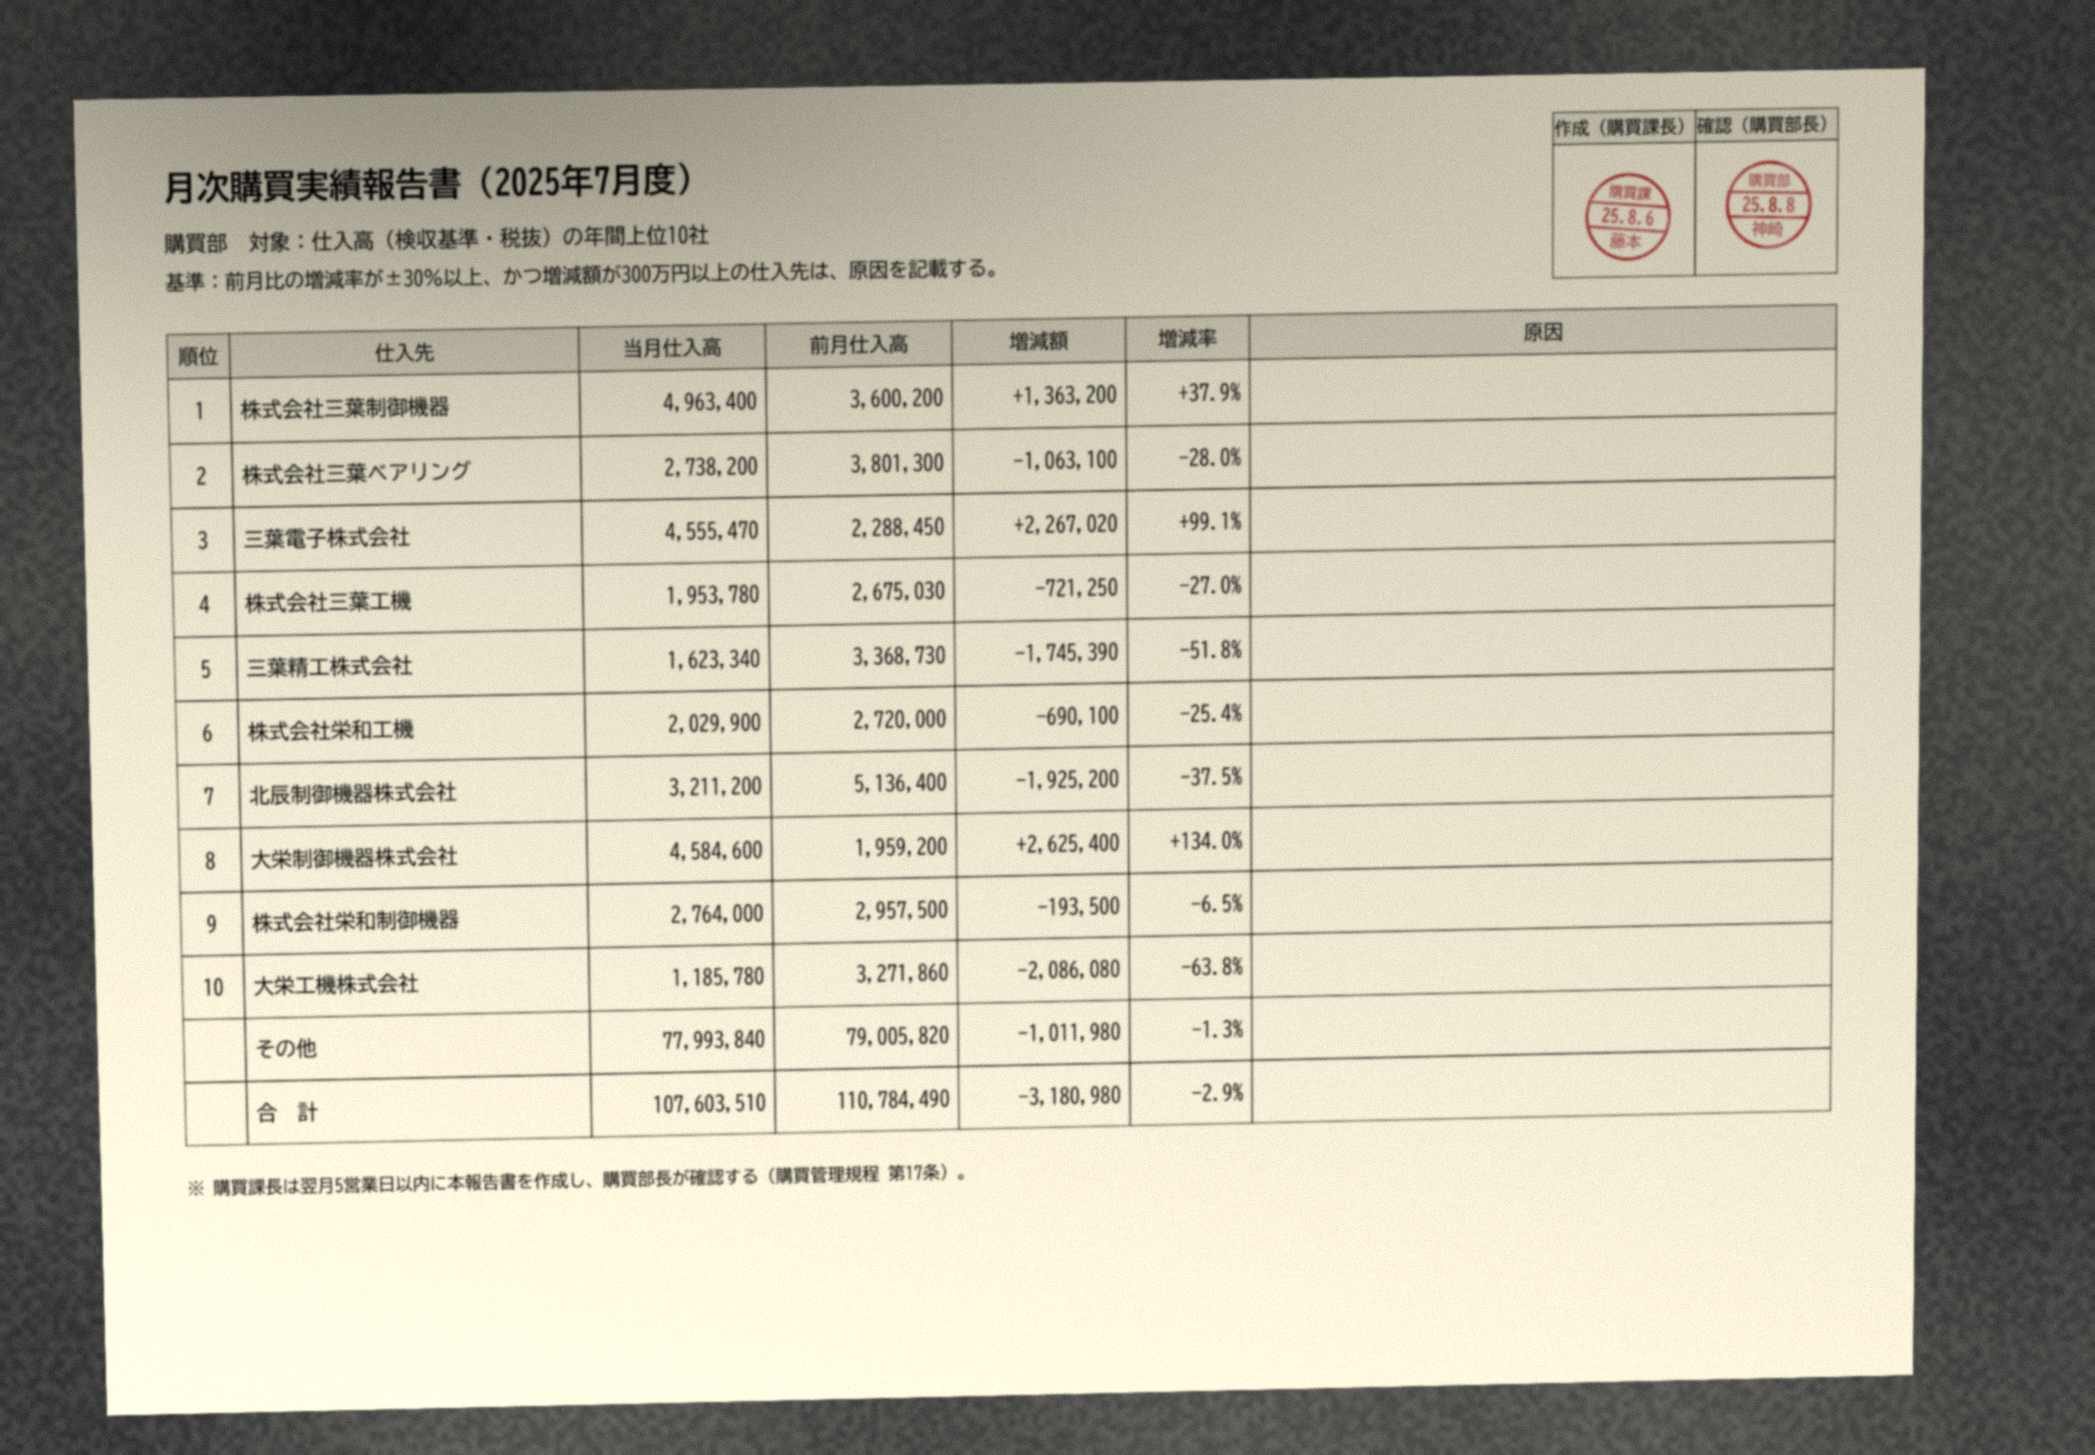 作成（購買課長） 確認（購買部長）
購買課 購買部
25.8.6 25.8.8
藤本 神崎
月次購買実績報告書（2025年7月度）
購買部　対象：仕入高（検収基準・税抜）の年間上位10社
基準：前月比の増減率が±30%以上、かつ増減額が300万円以上の仕入先は、原因を記載する。
順位 仕入先 当月仕入高 前月仕入高 増減額 増減率 原因
1 株式会社三葉制御機器 4,963,400 3,600,200 +1,363,200 +37.9%
2 株式会社三葉ベアリング 2,738,200 3,801,300 -1,063,100 -28.0%
3 三葉電子株式会社 4,555,470 2,288,450 +2,267,020 +99.1%
4 株式会社三葉工機 1,953,780 2,675,030 -721,250 -27.0%
5 三葉精工株式会社 1,623,340 3,368,730 -1,745,390 -51.8%
6 株式会社栄和工機 2,029,900 2,720,000 -690,100 -25.4%
7 北辰制御機器株式会社 3,211,200 5,136,400 -1,925,200 -37.5%
8 大栄制御機器株式会社 4,584,600 1,959,200 +2,625,400 +134.0%
9 株式会社栄和制御機器 2,764,000 2,957,500 -193,500 -6.5%
10 大栄工機株式会社 1,185,780 3,271,860 -2,086,080 -63.8%
その他 77,993,840 79,005,820 -1,011,980 -1.3%
合　計 107,603,510 110,784,490 -3,180,980 -2.9%
※ 購買課長は翌月5営業日以内に本報告書を作成し、購買部長が確認する（購買管理規程 第17条）。